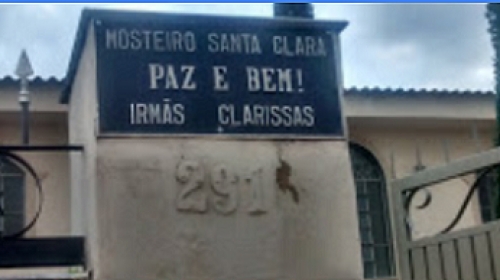 MOSTEIRO SANTA CLARA
PAZ E BEM!
IRMÃS CLARISSAS
291